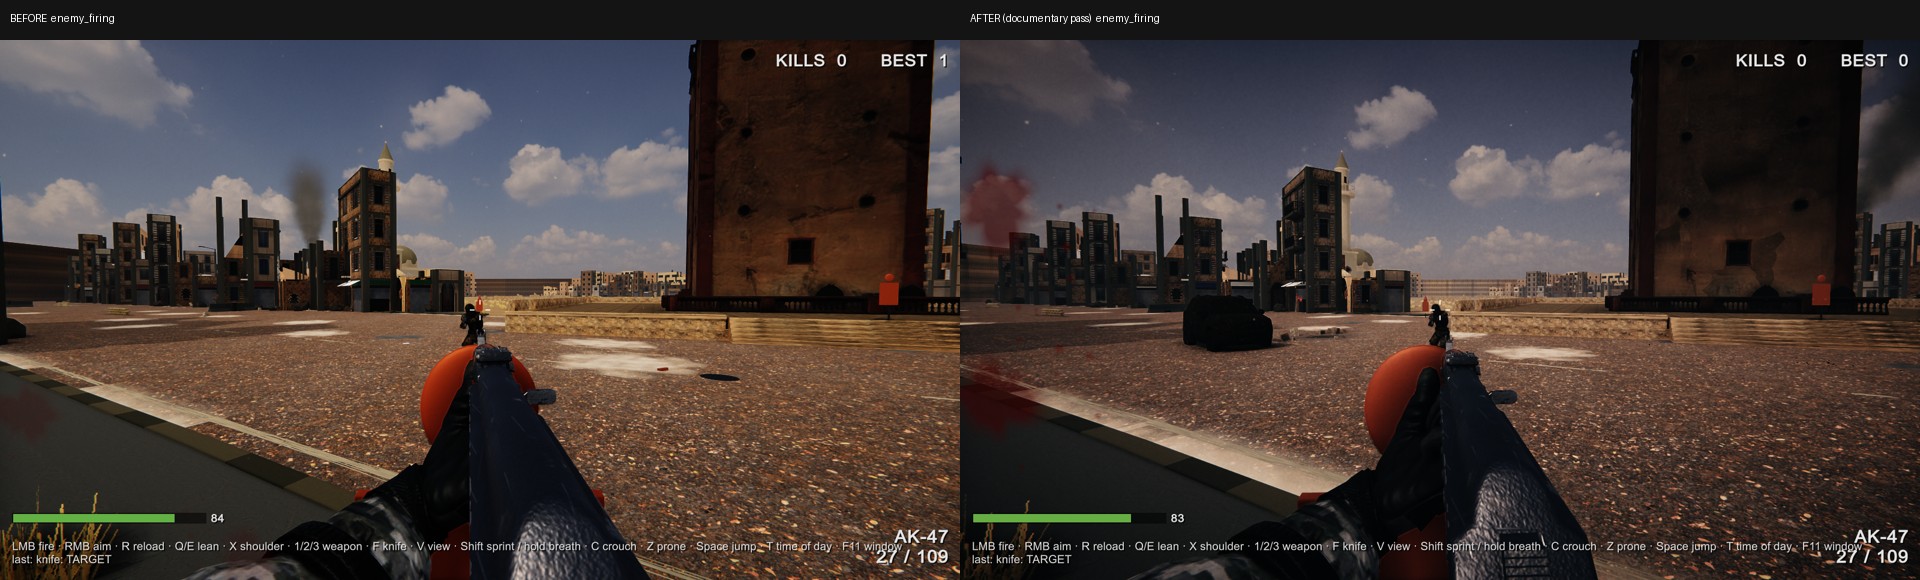 BEFORE enemy_firing
KILLS 0 BEST 1
84
AK-47
LMB fire · RMB aim · R reload · Q/E lean · X shoulder · 1/2/3 weapon · F knife · V view · Shift sprint / hold breath · C crouch · Z prone · Space jump · T time of day · F11 window
27 / 109
last: knife: TARGET
AFTER (documentary pass) enemy_firing
KILLS 0 BEST 0
83
AK-47
LMB fire · RMB aim · R reload · Q/E lean · X shoulder · 1/2/3 weapon · F knife · V view · Shift sprint / hold breath · C crouch · Z prone · Space jump · T time of day · F11 window
27 / 109
last: knife: TARGET